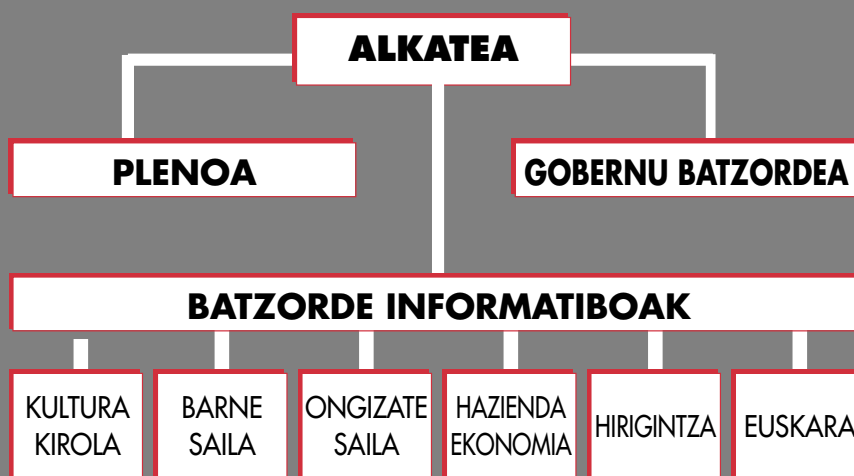 ALKATEA
PLENOA
GOBERNU BATZORDEA
BATZORDE INFORMATIBOAK
KULTURA
KIROLA
BARNE
SAILA
ONGIZATE
SAILA
HAZIENDA
EKONOMIA
HIRIGINTZA
EUSKARA